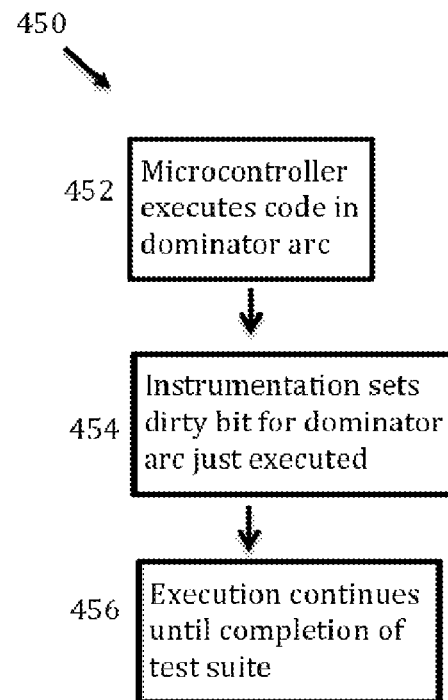 450
452
Microcontroller
executes code in
dominator arc
454
Instrumentation sets
dirty bit for dominator
arc just executed
456
Execution continues
until completion of
test suite